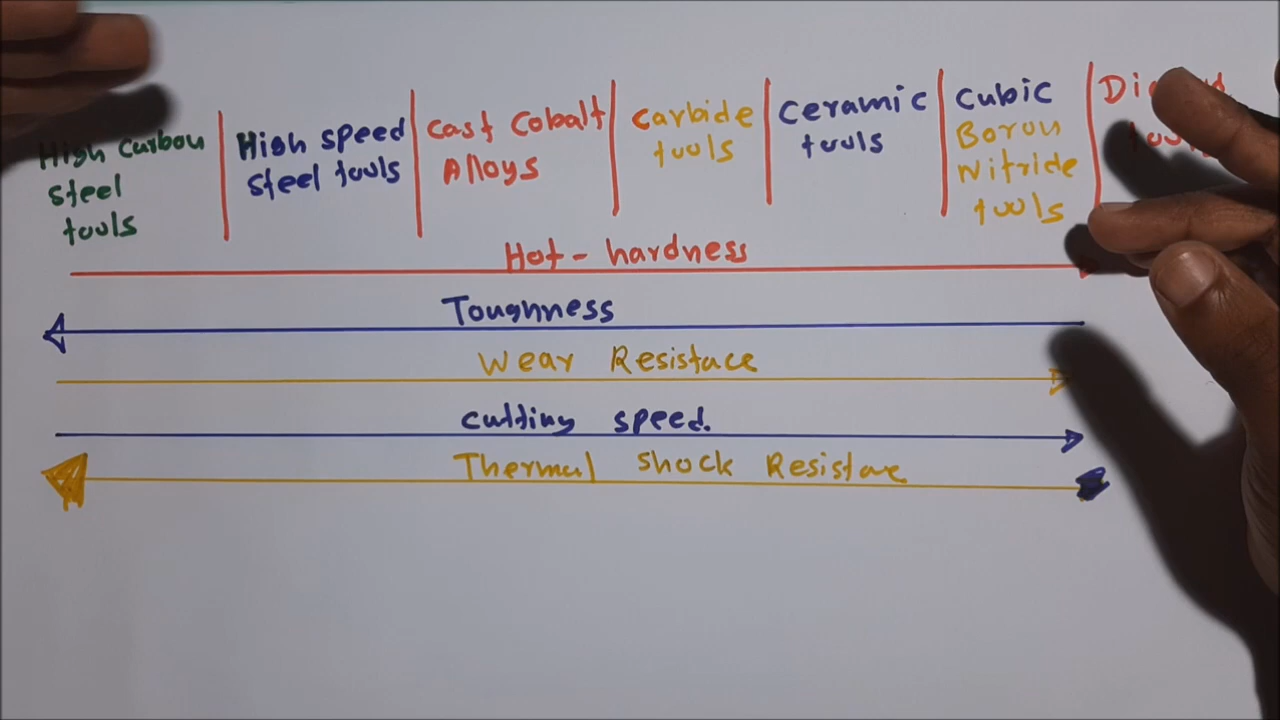 High Carbon
steel
tools
High speed
steel tools
Cast Cobalt
Alloys
Carbide
tools
Ceramic
tools
Cubic
Boron
Nitride
tools
Hot - hardness
Toughness
Wear Resistace
Cutting speed.
Thermal Shock Resistace